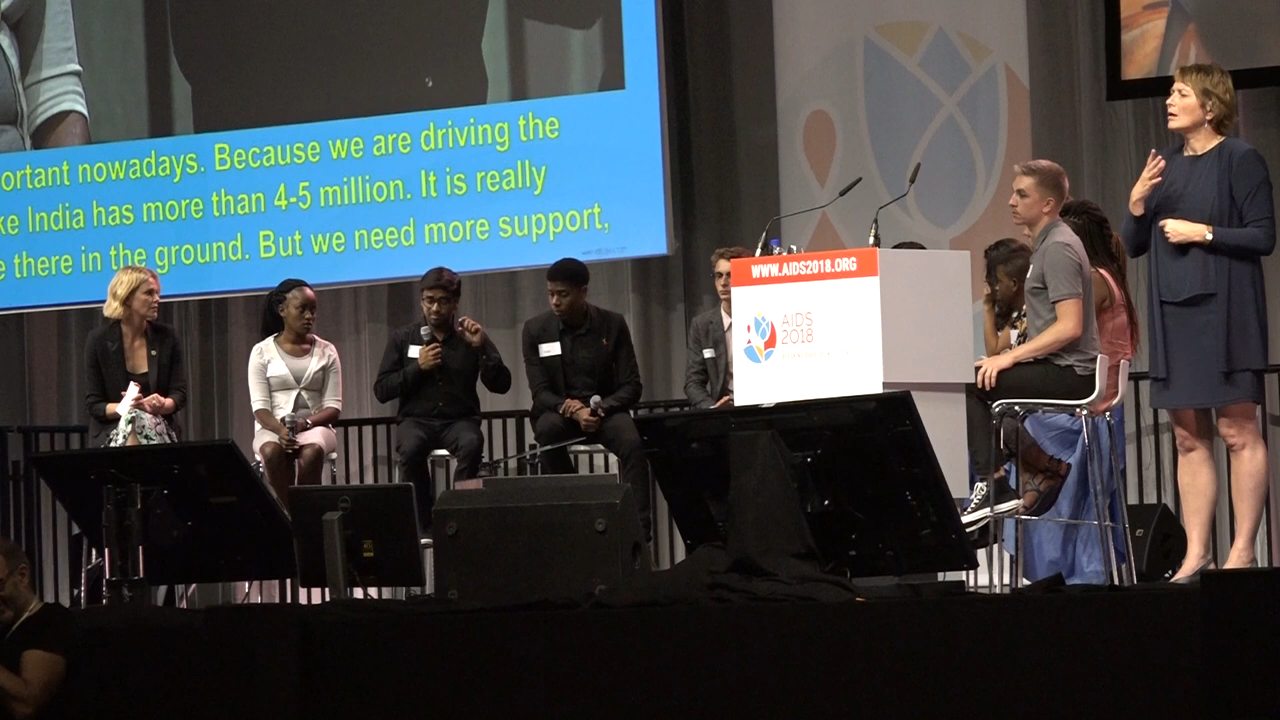 ortant nowadays. Because we are driving the
ke India has more than 4-5 million. It is really
e there in the ground. But we need more support,
WWW.AIDS2018.ORG
AIDS
2018